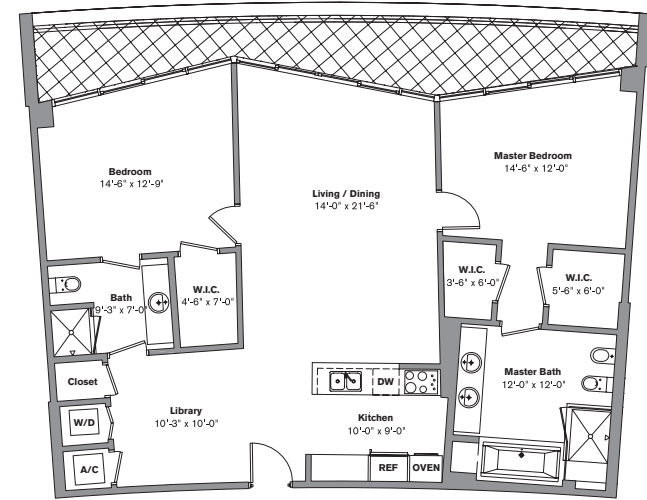 Bedroom
14'-6" x 12'-9"
Master Bedroom
14'-6" x 12'-0"
Living / Dining
14'-0" x 21'-6"
W.I.C.
3'-6" x 6'-0"
W.I.C.
5'-6" x 6'-0"
W.I.C.
4'-6" x 7'-0"
Bath
9'-3" x 7'-0"
Closet
DW
Master Bath
12'-0" x 12'-0"
Library
10'-3" x 10'-0"
Kitchen
10'-0" x 9'-0"
W/D
A/C
REF
OVEN